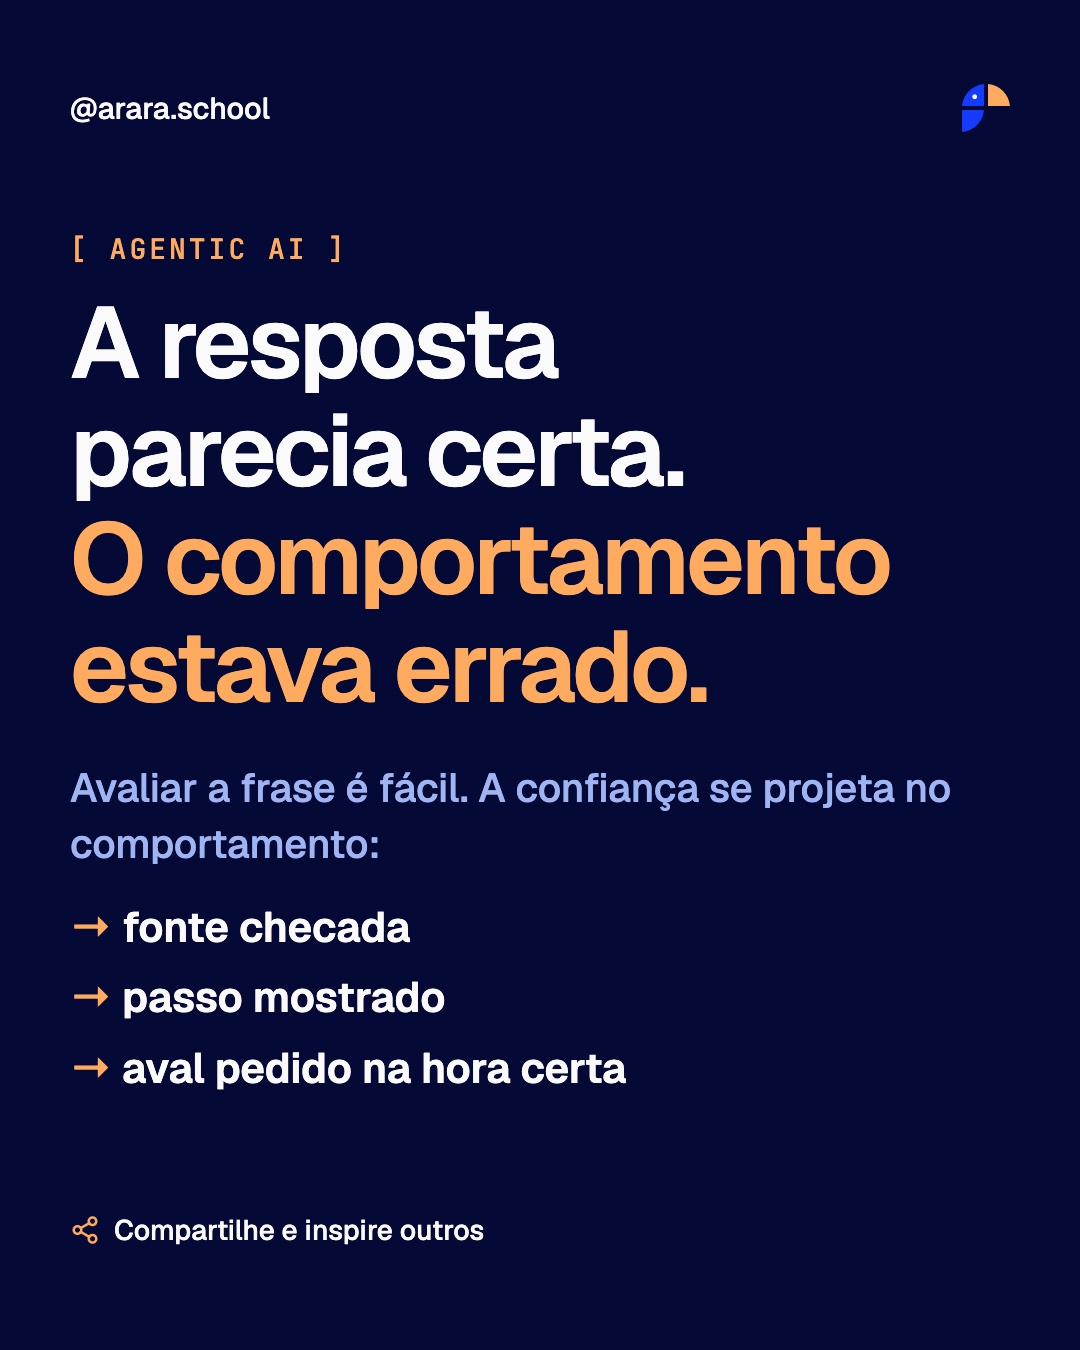 @arara.school
[ AGENTIC AI ]
A resposta
parecia certa.
O comportamento
estava errado.
Avaliar a frase é fácil. A confiança se projeta no
comportamento:
→ fonte checada
→ passo mostrado
→ aval pedido na hora certa
Compartilhe e inspire outros